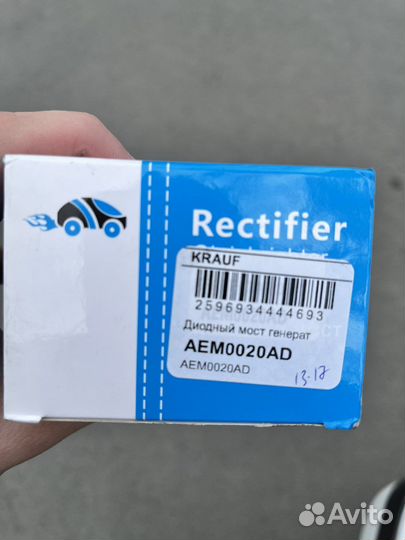 Rectifier
KRAUF
2596934444693
Диодный мост генерат
AEM0020AD
AEM0020AD
13-17
Avito